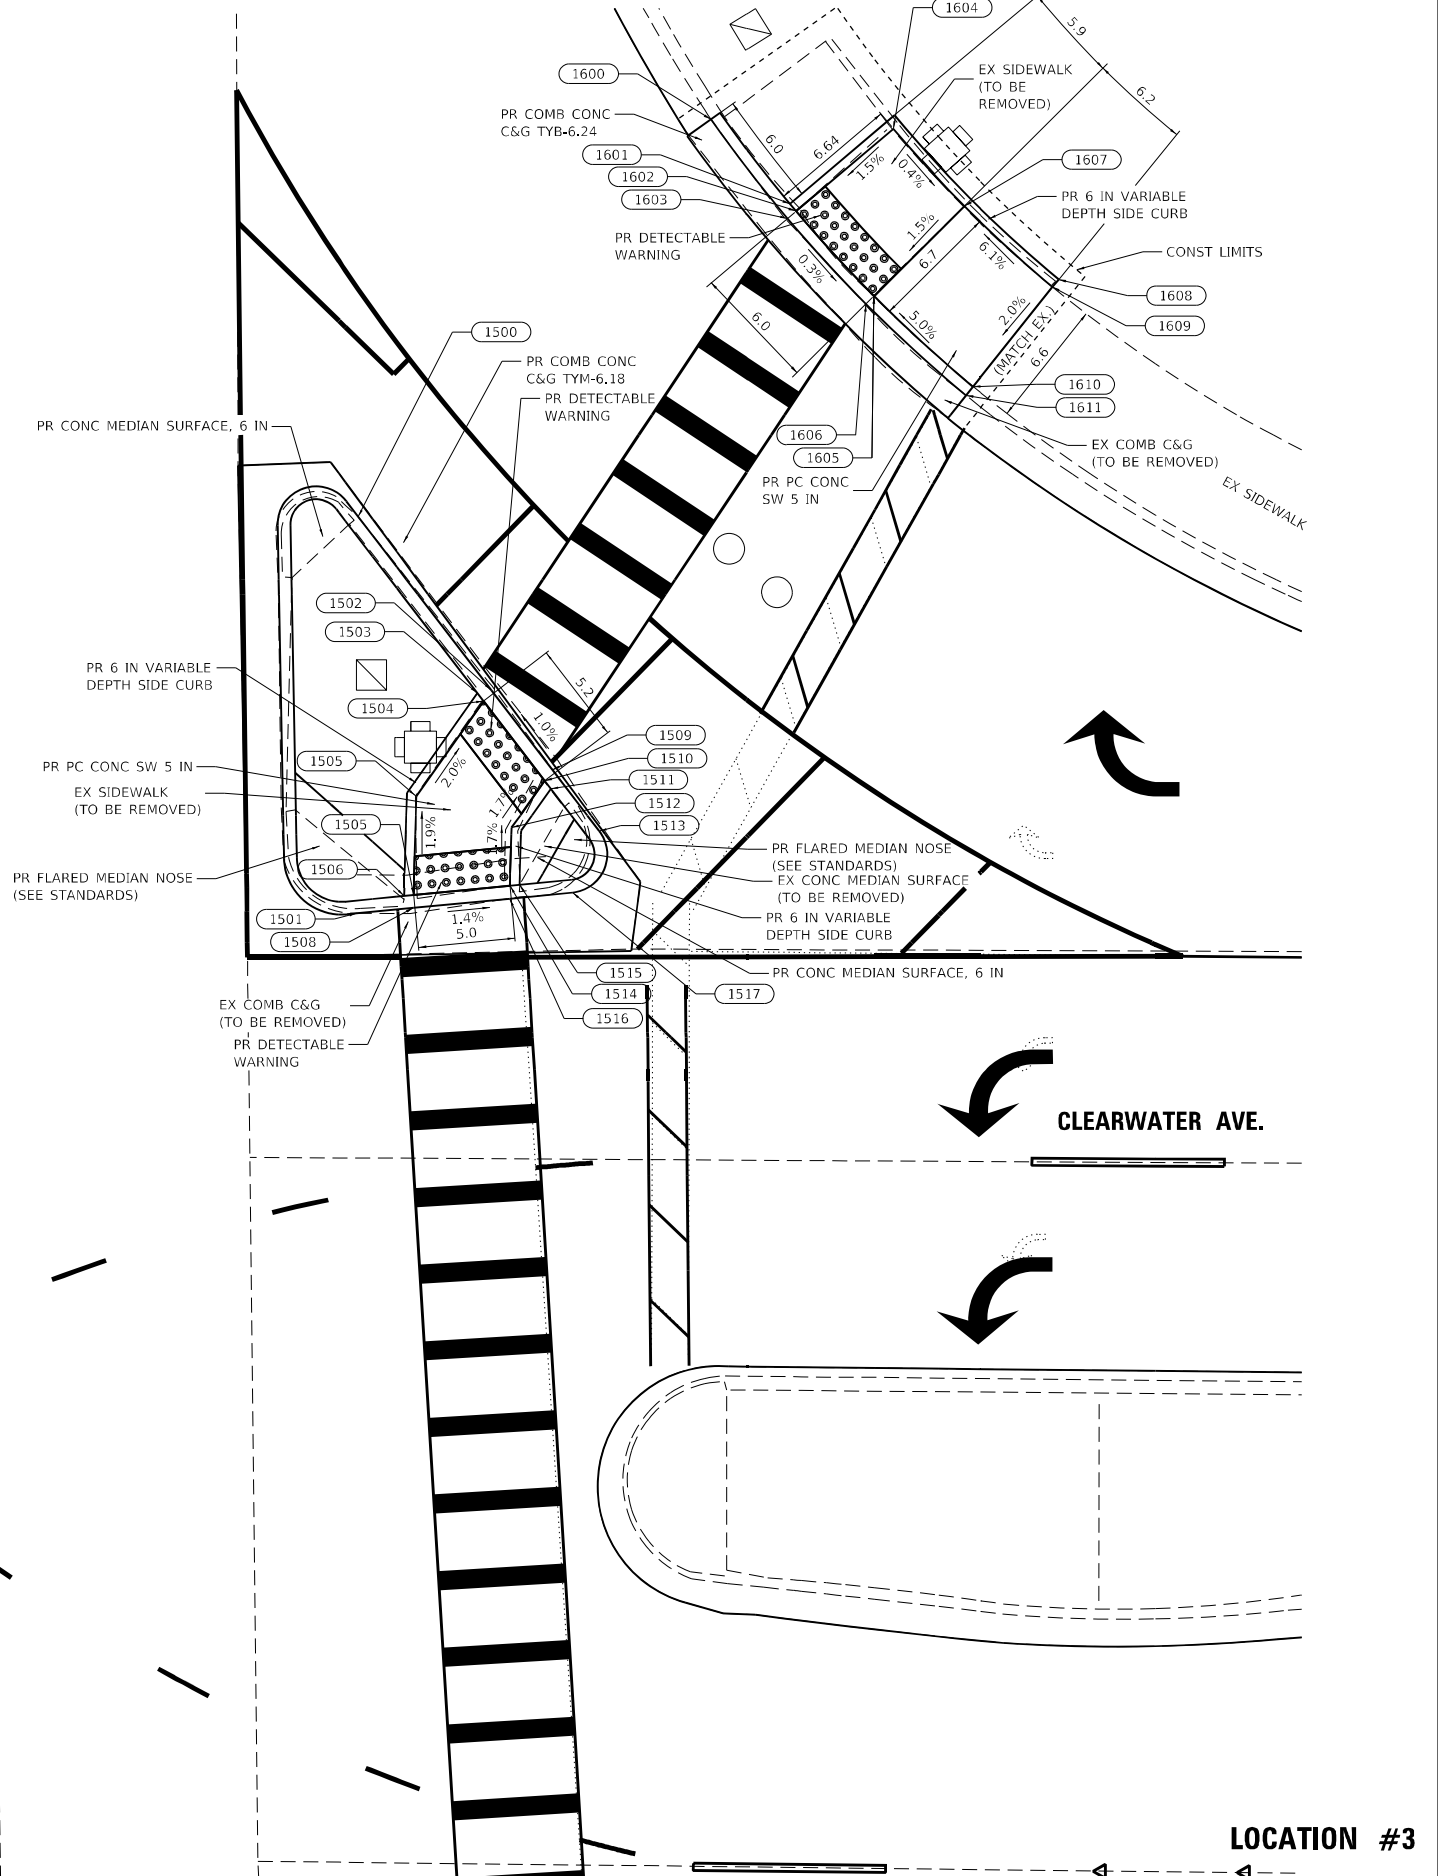 1604
5.9
1600
EX SIDEWALK
(TO BE
REMOVED)
6.2
PR COMB CONC
C&G TYB-6.24
6.0
6.64
1601
1.5%
0.4%
1607
1602
1603
PR 6 IN VARIABLE
DEPTH SIDE CURB
PR DETECTABLE
WARNING
1.5%
6.7
6.1%
CONST LIMITS
0.3%
1608
2.0%
(MATCH EX.)
6.0
5.0%
1609
1500
6.6
PR COMB CONC
C&G TYM-6.18
1610
PR DETECTABLE
WARNING
1611
PR CONC MEDIAN SURFACE, 6 IN
1606
1605
EX COMB C&G
(TO BE REMOVED)
PR PC CONC
SW 5 IN
EX SIDEWALK
1502
1503
PR 6 IN VARIABLE
DEPTH SIDE CURB
5.2
1504
1.0%
1509
1510
1505
PR PC CONC SW 5 IN
2.0%
1511
EX SIDEWALK
(TO BE REMOVED)
1.7%
1512
1505
1.9%
1.7%
1513
PR FLARED MEDIAN NOSE
(SEE STANDARDS)
1506
PR FLARED MEDIAN NOSE
(SEE STANDARDS)
EX CONC MEDIAN SURFACE
(TO BE REMOVED)
1501
1.4%
5.0
PR 6 IN VARIABLE
DEPTH SIDE CURB
1508
1515
PR CONC MEDIAN SURFACE, 6 IN
1514
1517
EX COMB C&G
(TO BE REMOVED)
1516
PR DETECTABLE
WARNING
CLEARWATER AVE.
LOCATION #3